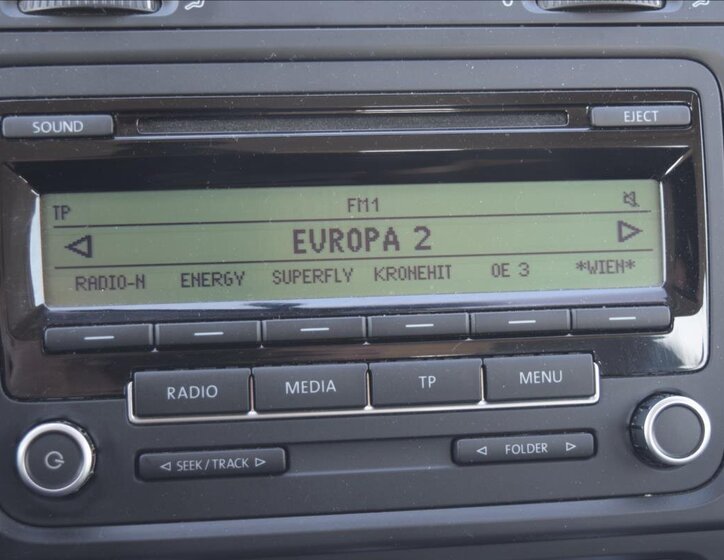 SOUND EJECT
TP FM1
EVROPA 2
RADIO-N ENERGY SUPERFLY KRONEHIT OE 3 *WIEN*
RADIO MEDIA TP MENU
SEEK/TRACK FOLDER